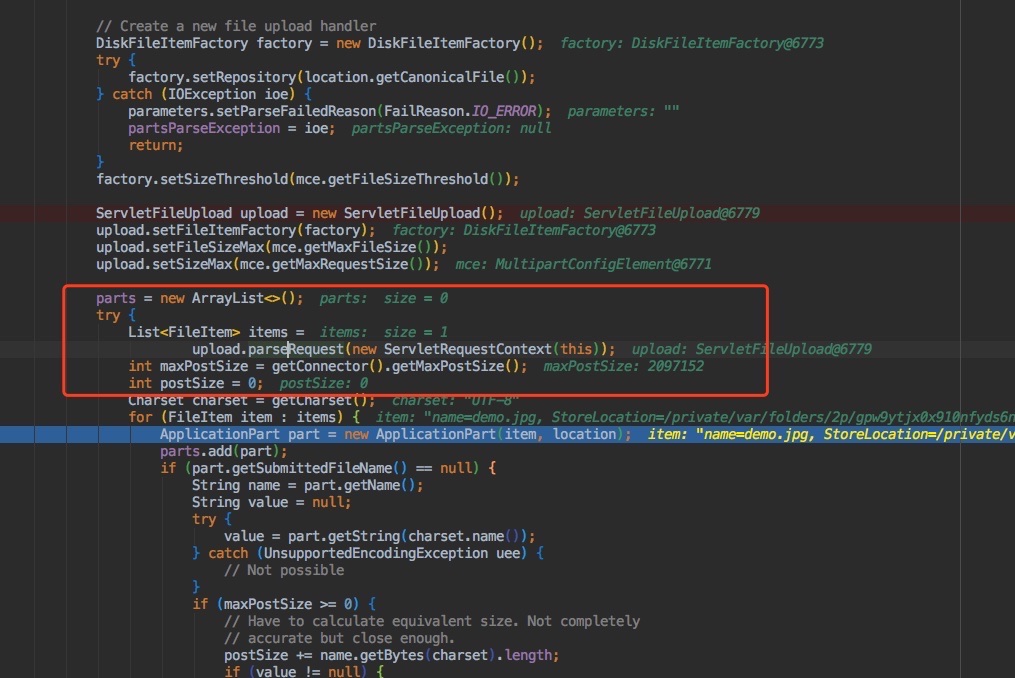 // Create a new file upload handler
DiskFileItemFactory factory = new DiskFileItemFactory(); factory: DiskFileItemFactory@6773
try {
factory.setRepository(location.getCanonicalFile());
} catch (IOException ioe) {
parameters.setParseFailedReason(FailReason.IO_ERROR); parameters: ""
partsParseException = ioe; partsParseException: null
return;
}
factory.setSizeThreshold(mce.getFileSizeThreshold());
ServletFileUpload upload = new ServletFileUpload(); upload: ServletFileUpload@6779
upload.setFileItemFactory(factory); factory: DiskFileItemFactory@6773
upload.setFileSizeMax(mce.getMaxFileSize());
upload.setSizeMax(mce.getMaxRequestSize()); mce: MultipartConfigElement@6771
parts = new ArrayList<>(); parts: size = 0
try {
List<FileItem> items = items: size = 1
upload.parseRequest(new ServletRequestContext(this)); upload: ServletFileUpload@6779
int maxPostSize = getConnector().getMaxPostSize(); maxPostSize: 2097152
int postSize = 0; postSize: 0
Charset charset = getCharset(); charset: "UTF-8"
for (FileItem item : items) { item: "name=demo.jpg, StoreLocation=/private/var/folders/2p/gpw9ytjx0x910nfyds6n
ApplicationPart part = new ApplicationPart(item, location); item: "name=demo.jpg, StoreLocation=/private/v
parts.add(part);
if (part.getSubmittedFileName() == null) {
String name = part.getName();
String value = null;
try {
value = part.getString(charset.name());
} catch (UnsupportedEncodingException uee) {
// Not possible
}
if (maxPostSize >= 0) {
// Have to calculate equivalent size. Not completely
// accurate but close enough.
postSize += name.getBytes(charset).length;
if (value != null) {